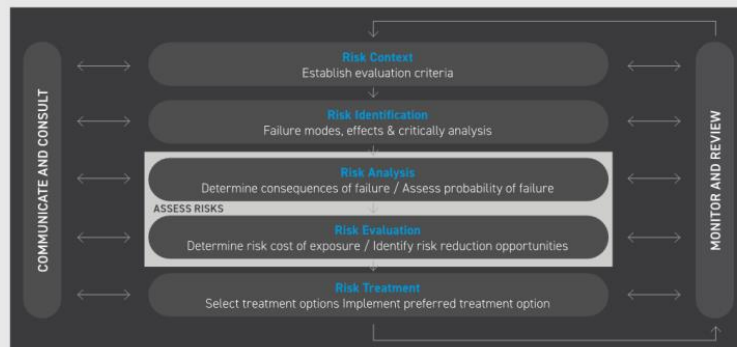 COMMUNICATE AND CONSULT
Risk Context
Establish evaluation criteria
Risk Identification
Failure modes, effects & critically analysis
Risk Analysis
Determine consequences of failure / Assess probability of failure
ASSESS RISKS
Risk Evaluation
Determine risk cost of exposure / Identify risk reduction opportunities
Risk Treatment
Select treatment options Implement preferred treatment option
MONITOR AND REVIEW